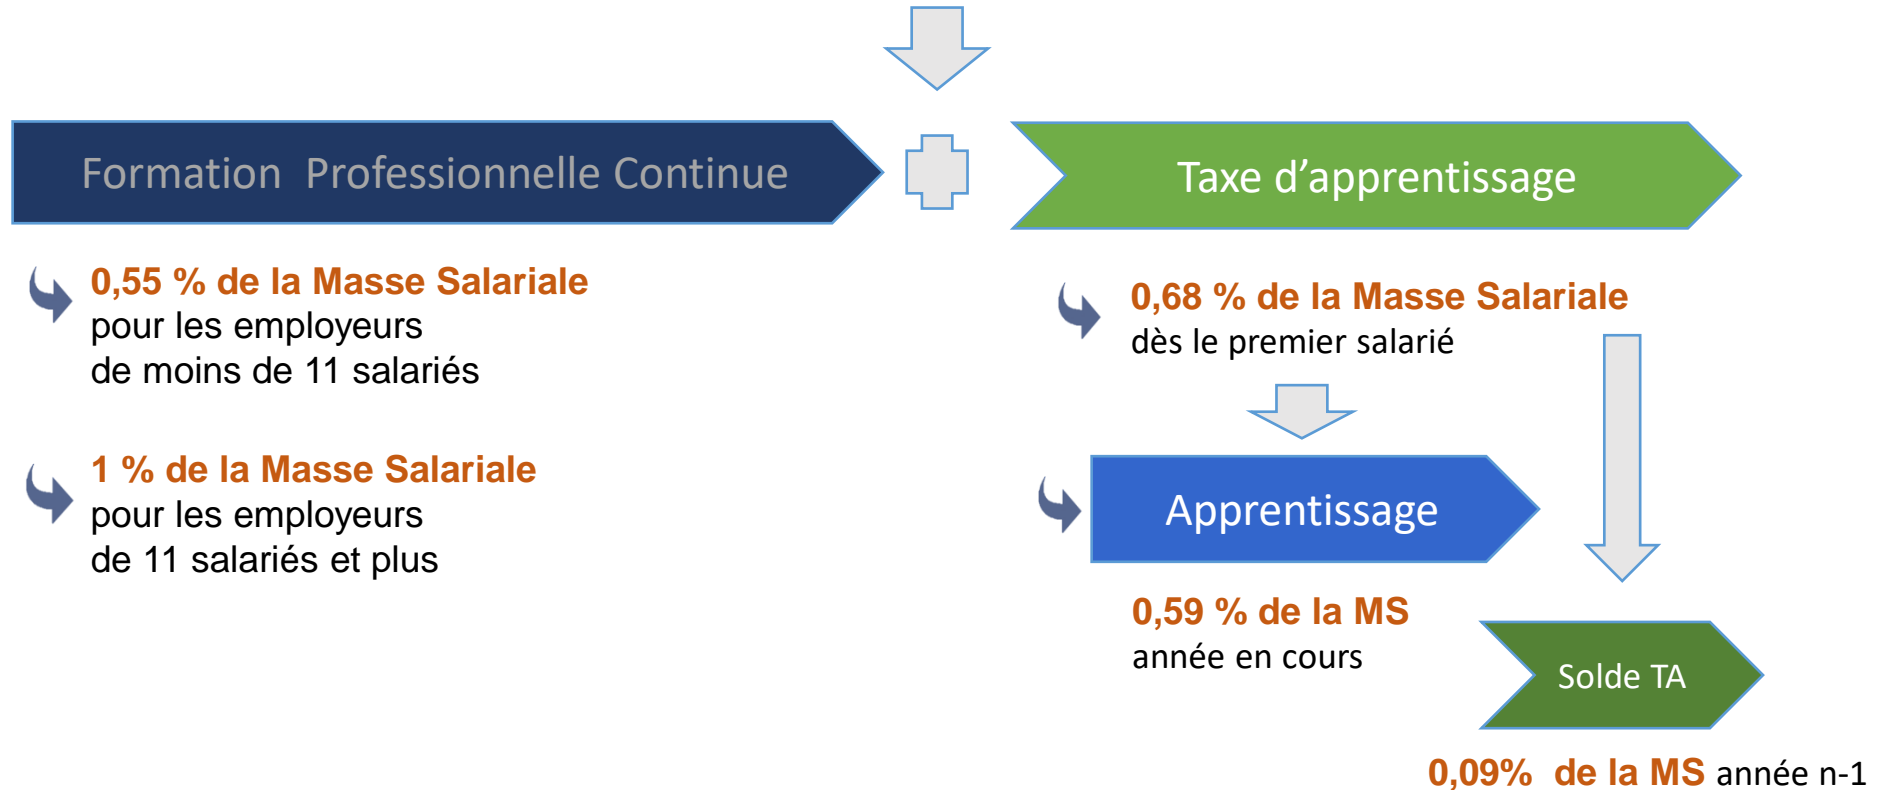 Formation Professionnelle Continue
Taxe d’apprentissage
0,55 % de la Masse Salariale
pour les employeurs
de moins de 11 salariés
1 % de la Masse Salariale
pour les employeurs
de 11 salariés et plus
0,68 % de la Masse Salariale
dès le premier salarié
Apprentissage
0,59 % de la MS
année en cours
Solde TA
0,09% de la MS année n-1